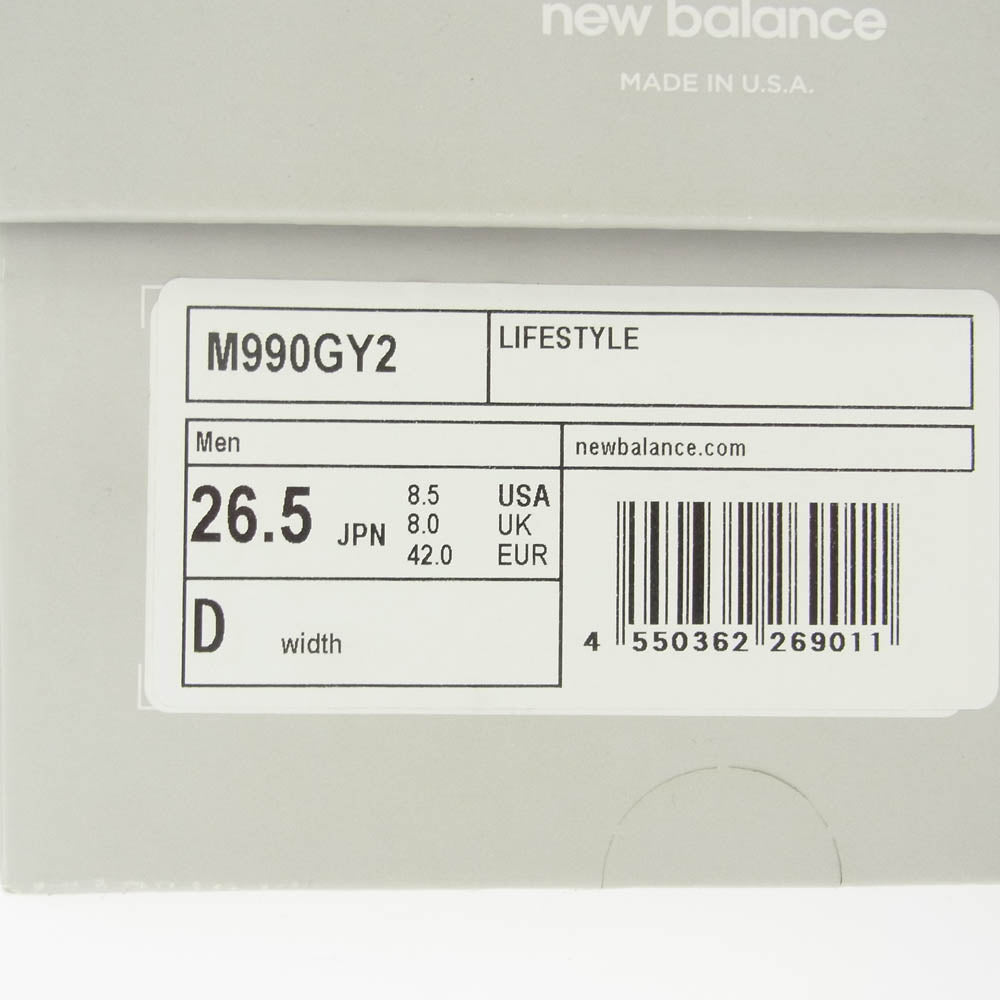 new balance
MADE IN U.S.A.
M990GY2
LIFESTYLE
Men
newbalance.com
26.5 JPN
8.5 USA
8.0 UK
42.0 EUR
D width
4 550362 269011